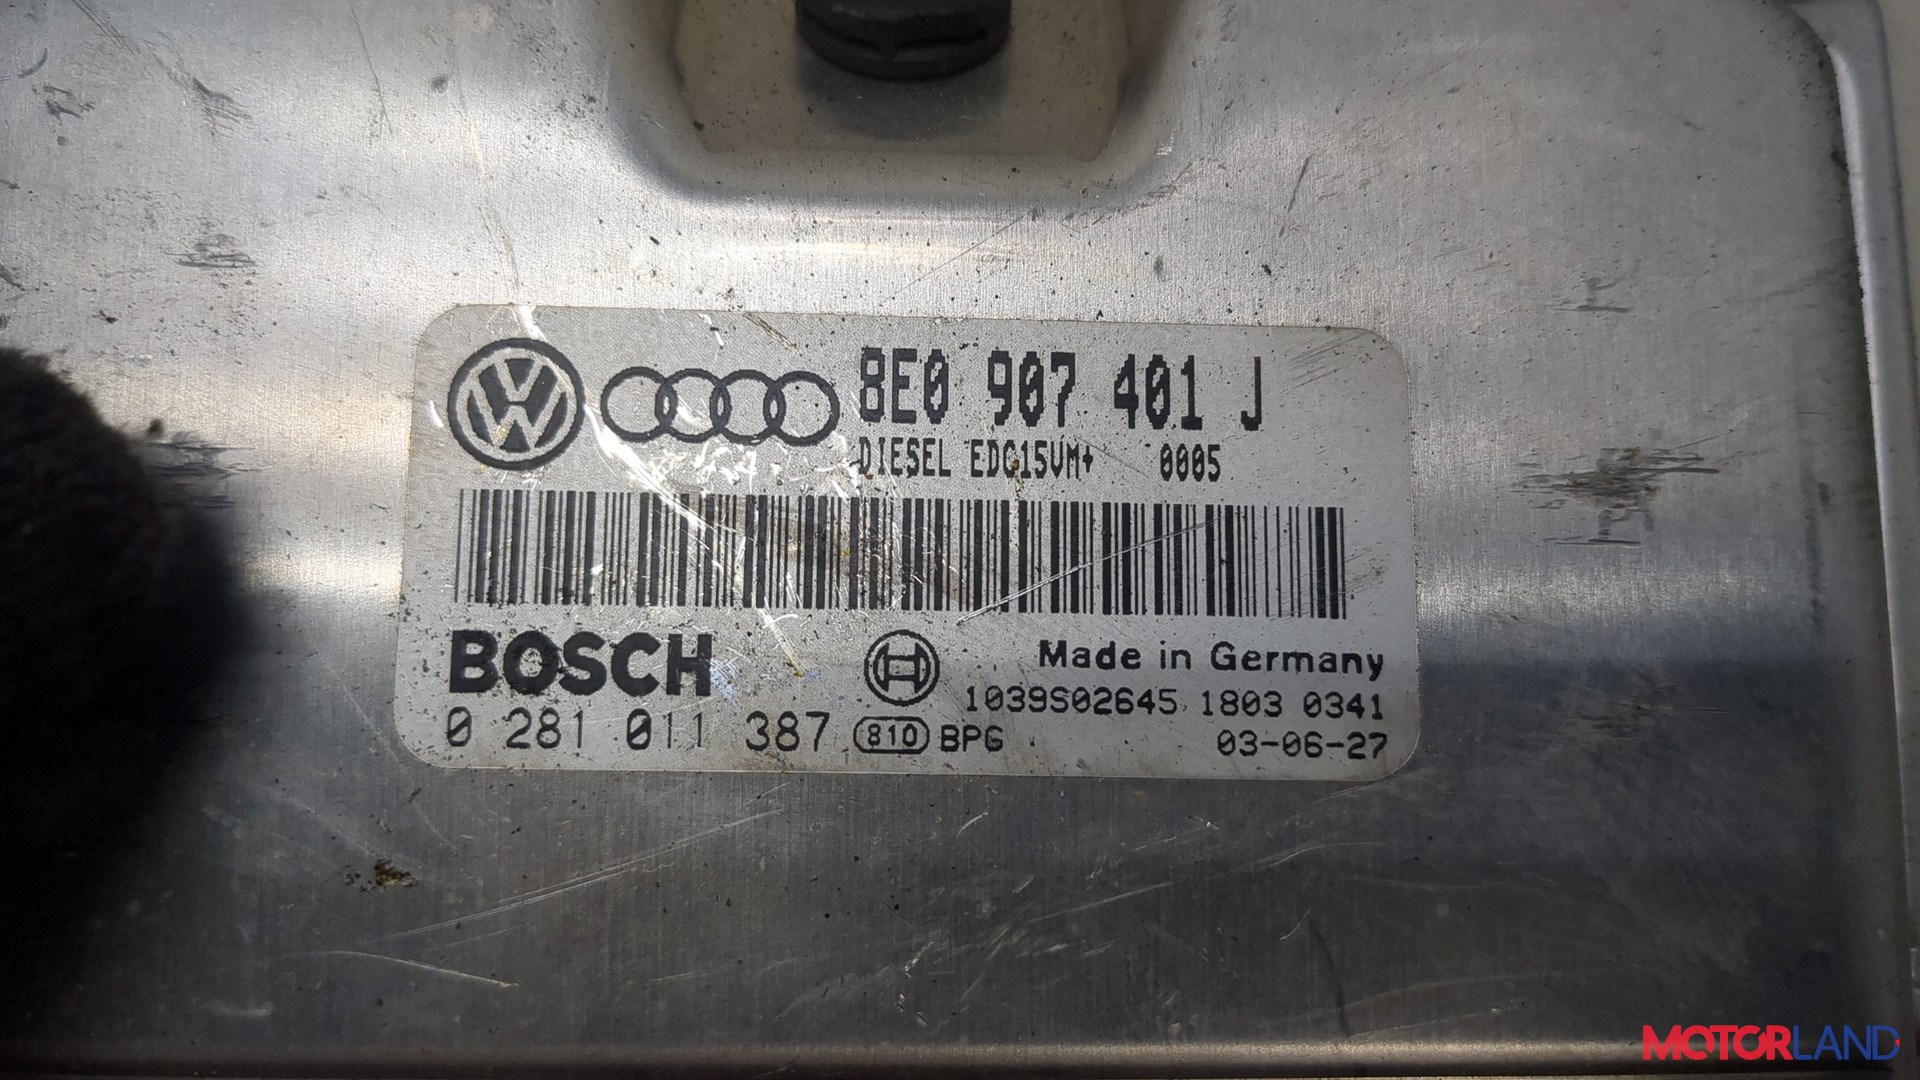 8E0 907 401 J
DIESEL EDC15VM+ 0005
BOSCH
Made in Germany
1039S02645 1803 0341
0 281 011 387 810 BPG 03-06-27
MOTORLAND